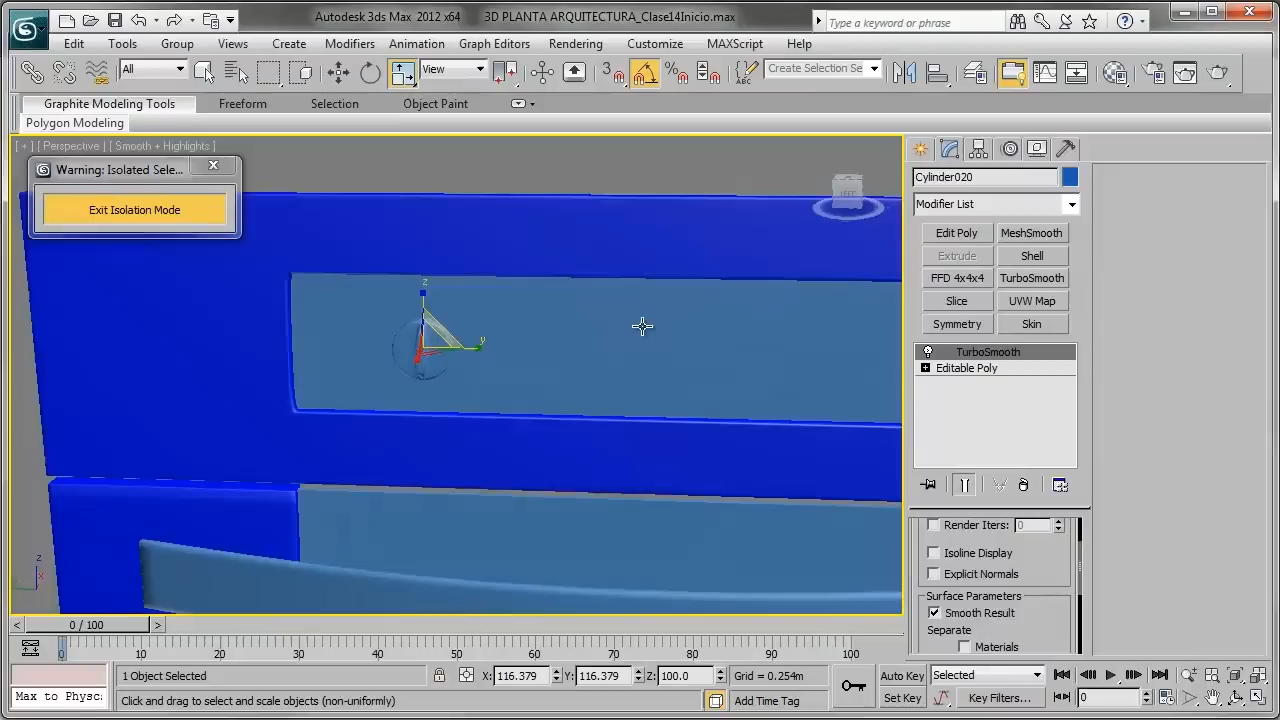 Autodesk 3ds Max 2012 x64 3D PLANTA ARQUITECTURA_Clase14Inicio.max
Type a keyword or phrase
Edit Tools Group Views Create Modifiers Animation Graph Editors Rendering Customize MAXScript Help
All View 3 Create Selection Se
Graphite Modeling Tools Freeform Selection Object Paint
Polygon Modeling
[ + ] [ Perspective ] [ Smooth + Highlights ]
Warning: Isolated Sele...
Exit Isolation Mode
LEFT
z
y
z
x
Cylinder020
Modifier List
Edit Poly MeshSmooth
Extrude Shell
FFD 4x4x4 TurboSmooth
Slice UVW Map
Symmetry Skin
TurboSmooth
Editable Poly
Render Iters: 0
Isoline Display
Explicit Normals
Surface Parameters
Smooth Result
Separate
Materials
< 0 / 100 >
0 10 20 30 40 50 60 70 80 90 100
1 Object Selected X: 116.379 Y: 116.379 Z: 100.0 Grid = 0.254m Auto Key Selected
Max to Physc: Click and drag to select and scale objects (non-uniformly) Add Time Tag Set Key Key Filters... 0